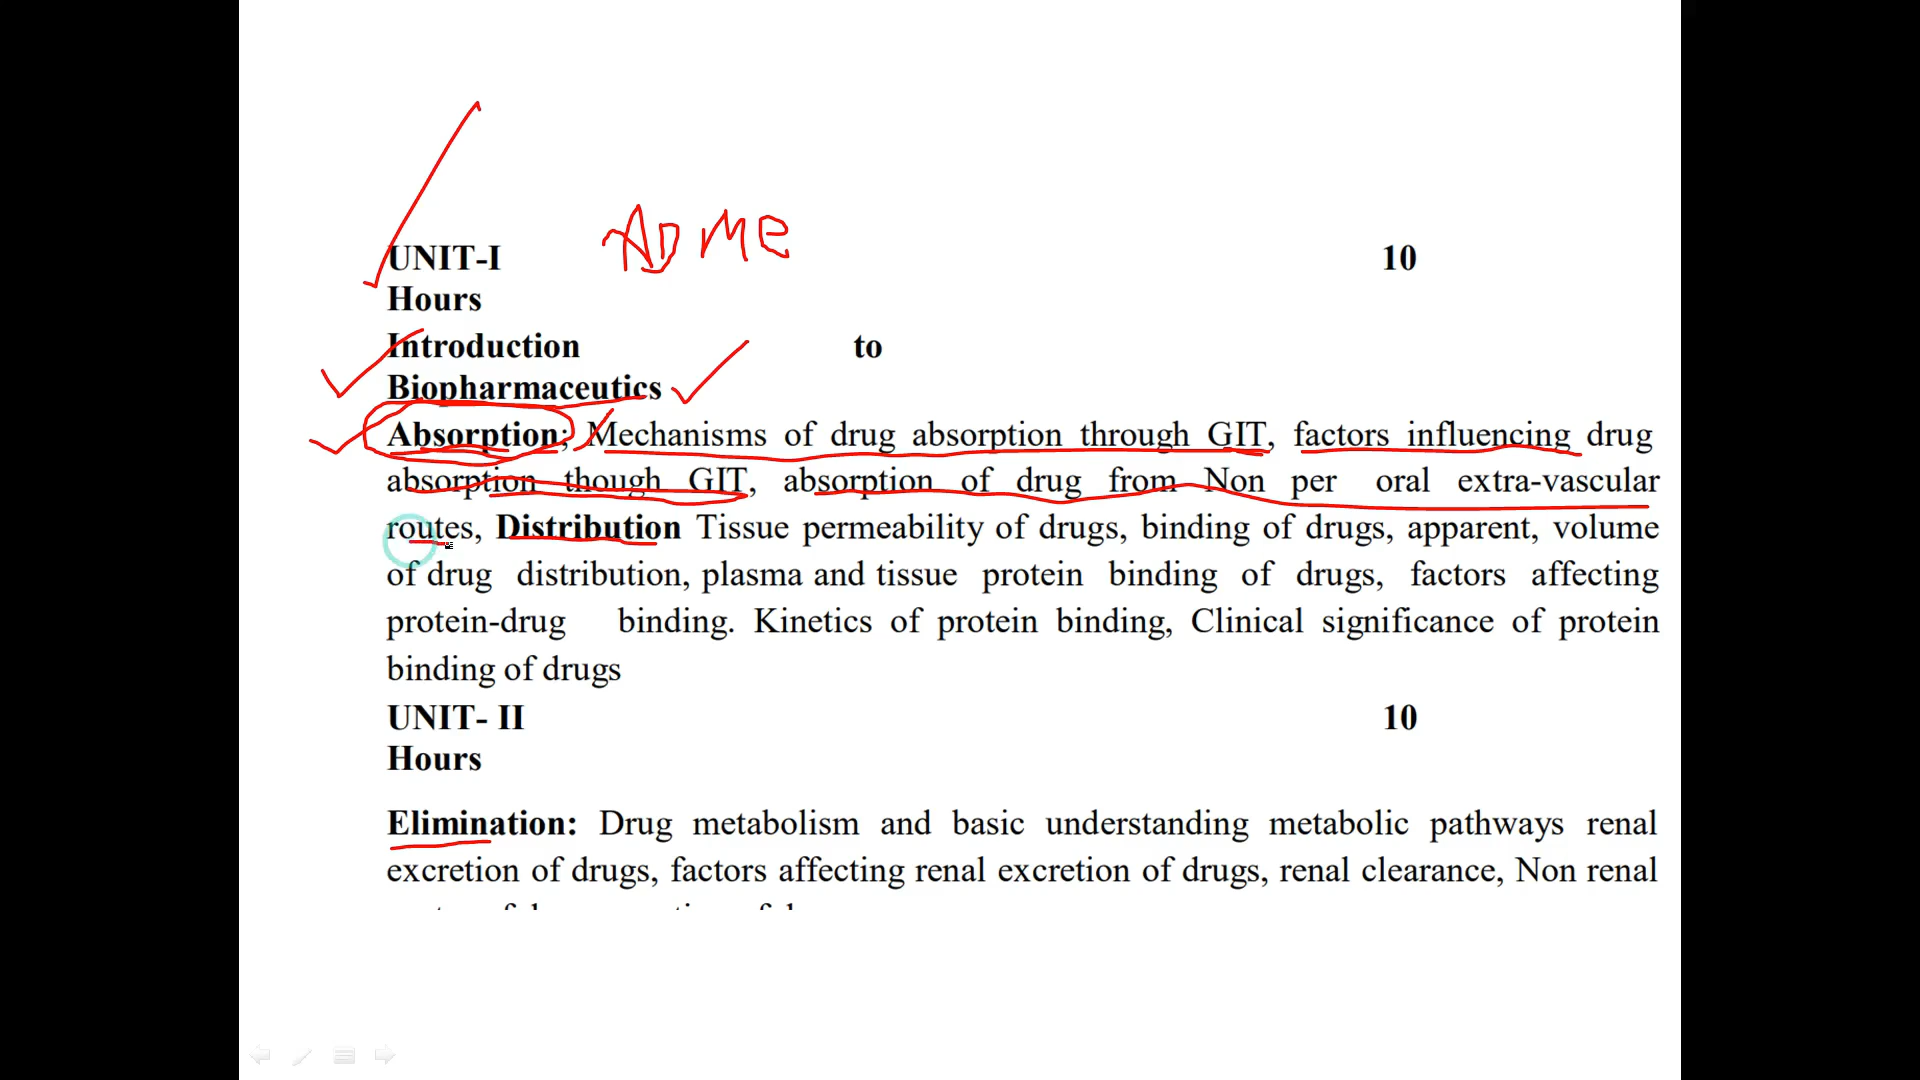 ADME
UNIT-I 10
Hours
Introduction to
Biopharmaceutics
Absorption; Mechanisms of drug absorption through GIT, factors influencing drug
absorption though GIT, absorption of drug from Non per oral extra-vascular
routes, Distribution Tissue permeability of drugs, binding of drugs, apparent, volume
of drug distribution, plasma and tissue protein binding of drugs, factors affecting
protein-drug binding. Kinetics of protein binding, Clinical significance of protein
binding of drugs
UNIT- II 10
Hours
Elimination: Drug metabolism and basic understanding metabolic pathways renal
excretion of drugs, factors affecting renal excretion of drugs, renal clearance, Non renal